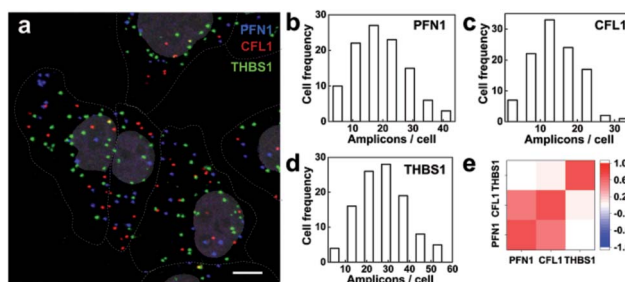 a
PFN1
CFL1
THBS1
b
PFN1
Cell frequency
30
20
10
0
10 20 30 40
Amplicons / cell
c
CFL1
Cell frequency
30
20
10
0
10 20 30
Amplicons / cell
d
THBS1
Cell frequency
30
20
10
0
10 20 30 40 50 60
Amplicons / cell
e
PFN1 CFL1 THBS1
PFN1 CFL1 THBS1
1.0
0.6
0.2